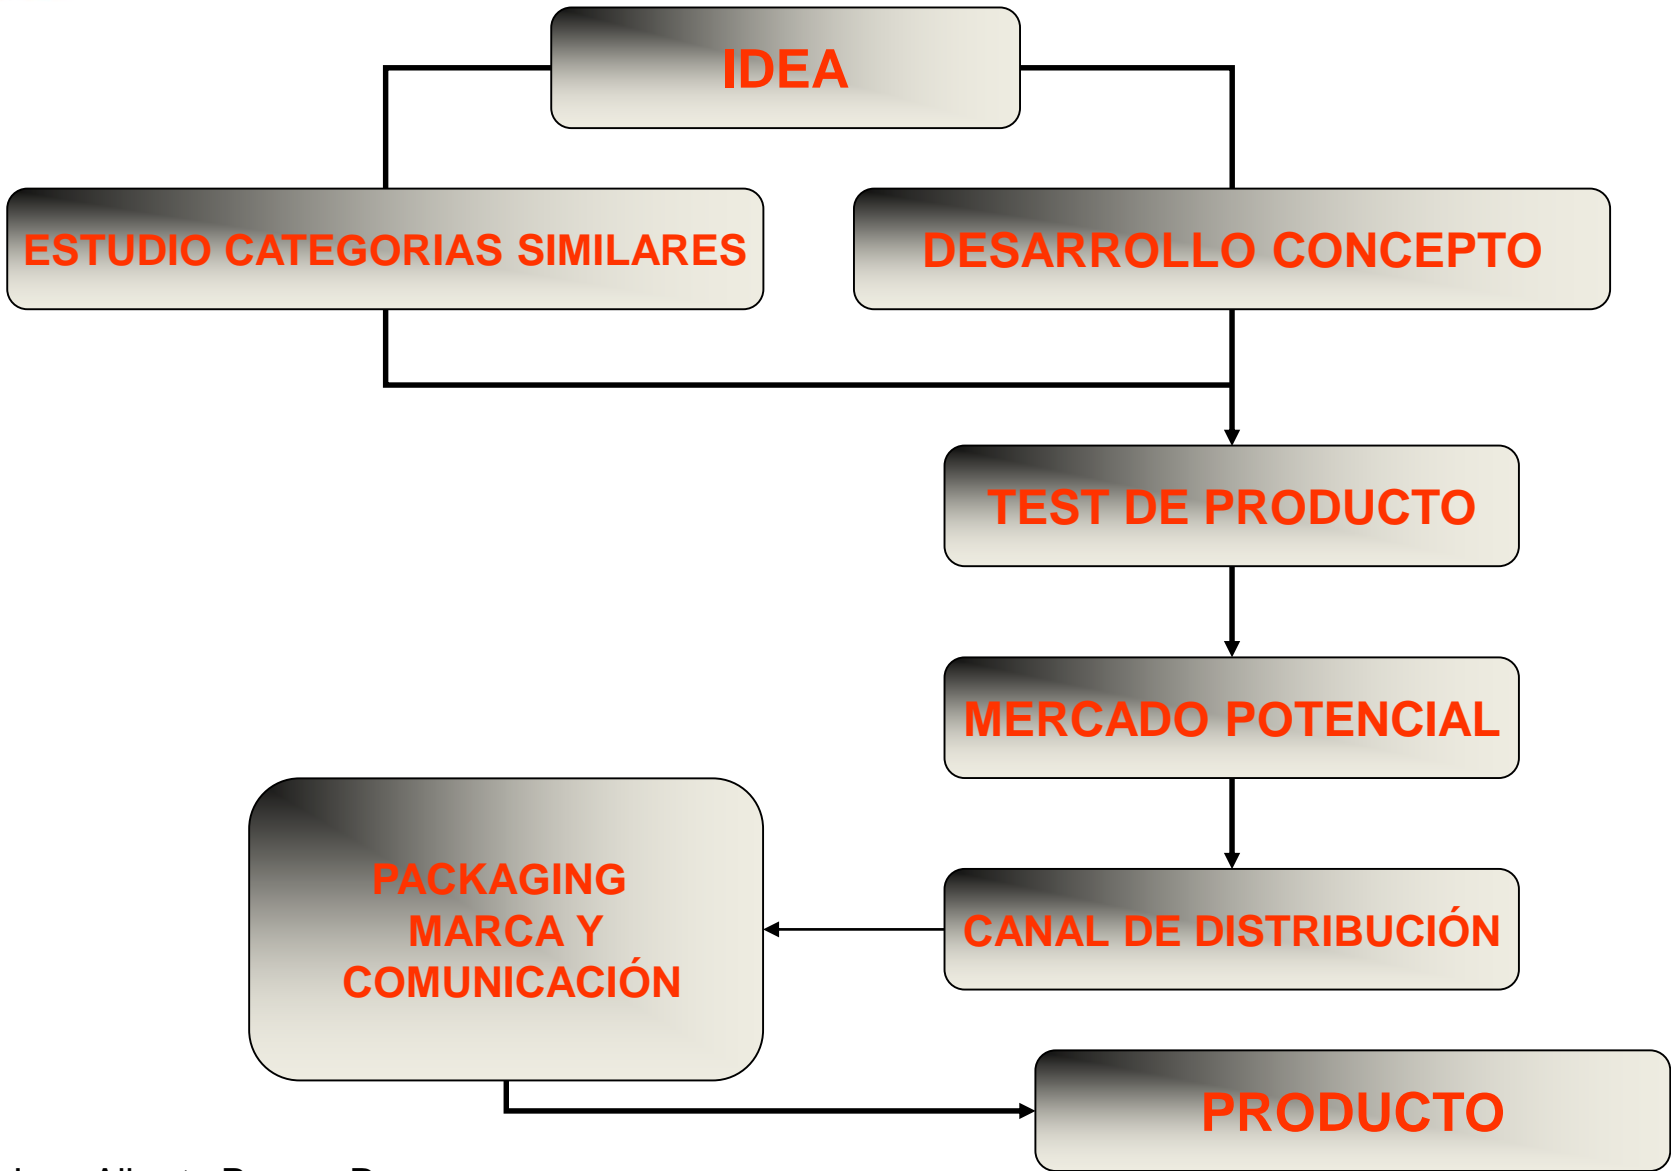 IDEA
ESTUDIO CATEGORIAS SIMILARES
DESARROLLO CONCEPTO
TEST DE PRODUCTO
MERCADO POTENCIAL
CANAL DE DISTRIBUCIÓN
PACKAGING
MARCA Y
COMUNICACIÓN
PRODUCTO